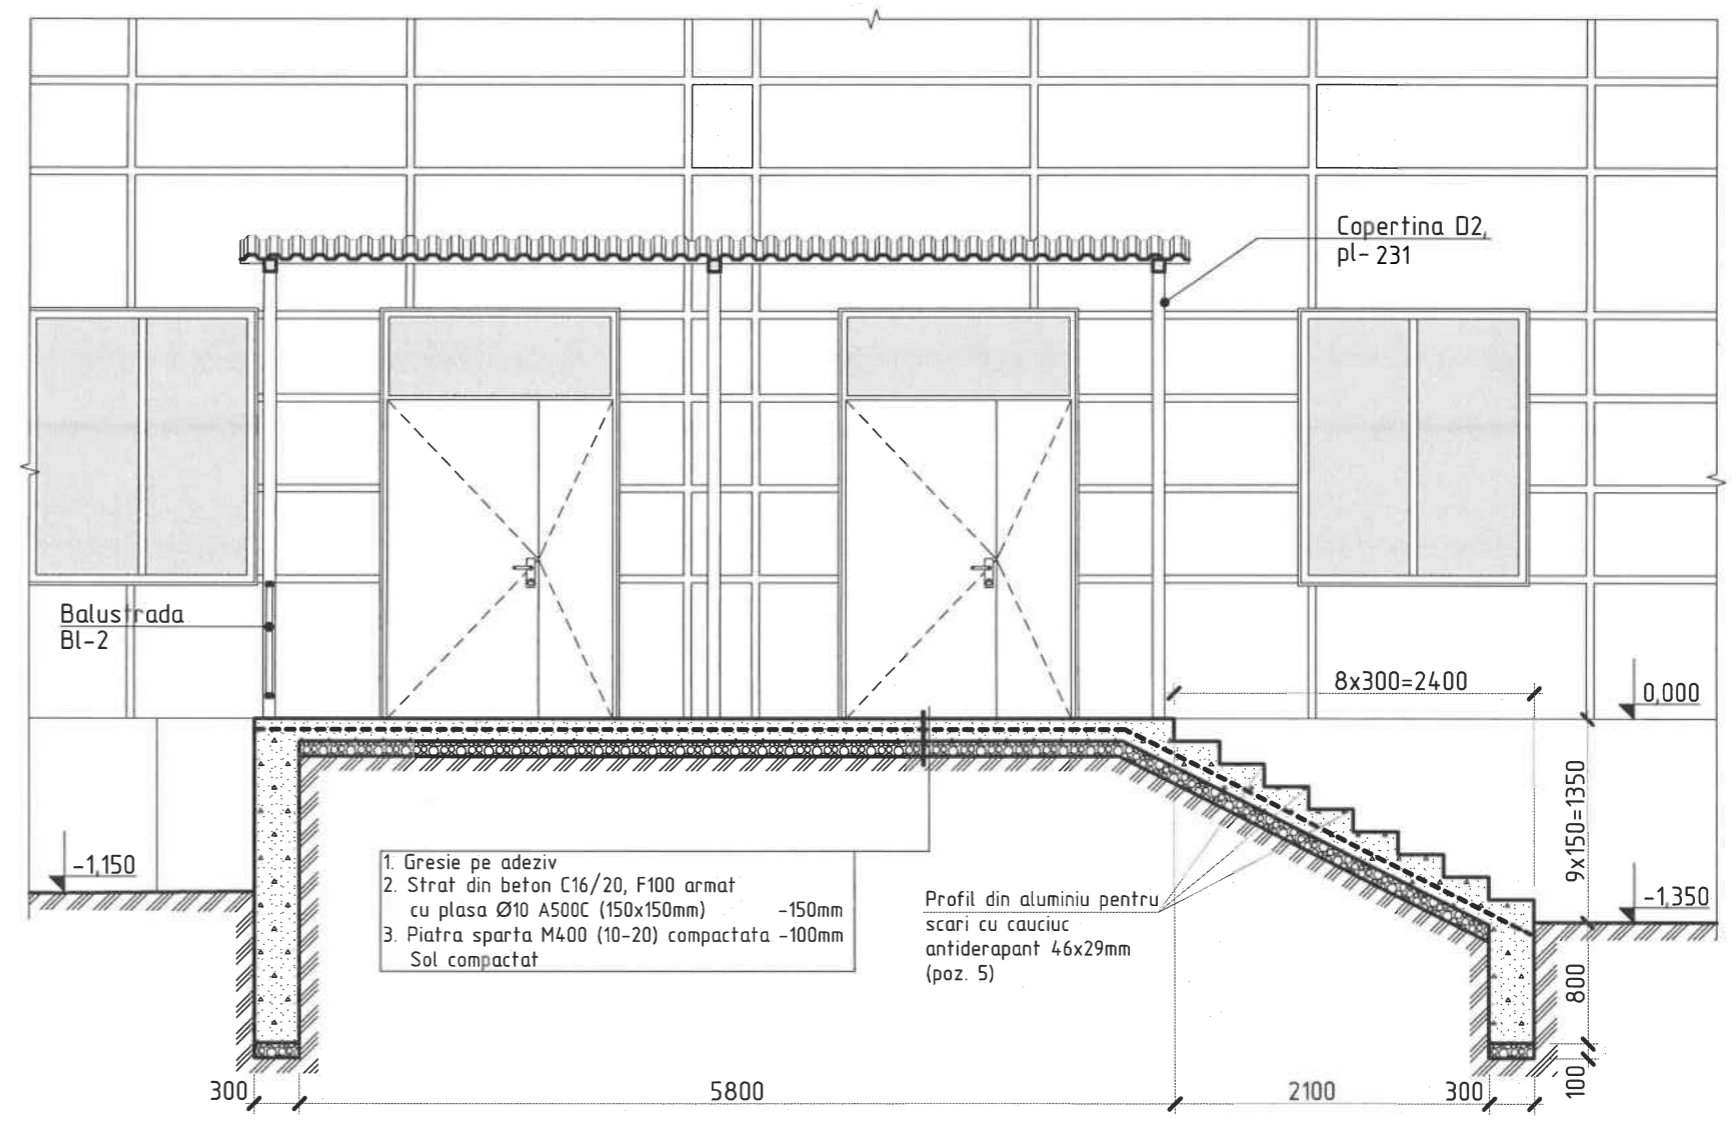 Copertina D2,
pl- 231
Balustrada
Bl-2
8x300=2400
0,000
9x150=1350
-1,150
1. Gresie pe adeziv
2. Strat din beton C16/20, F100 armat
cu plasa Ø10 A500C (150x150mm) -150mm
3. Piatra sparta M400 (10-20) compactata -100mm
Sol compactat
Profil din aluminiu pentru
scari cu cauciuc
antiderapant 46x29mm
(poz. 5)
-1,350
800
100
300
5800
2100
300